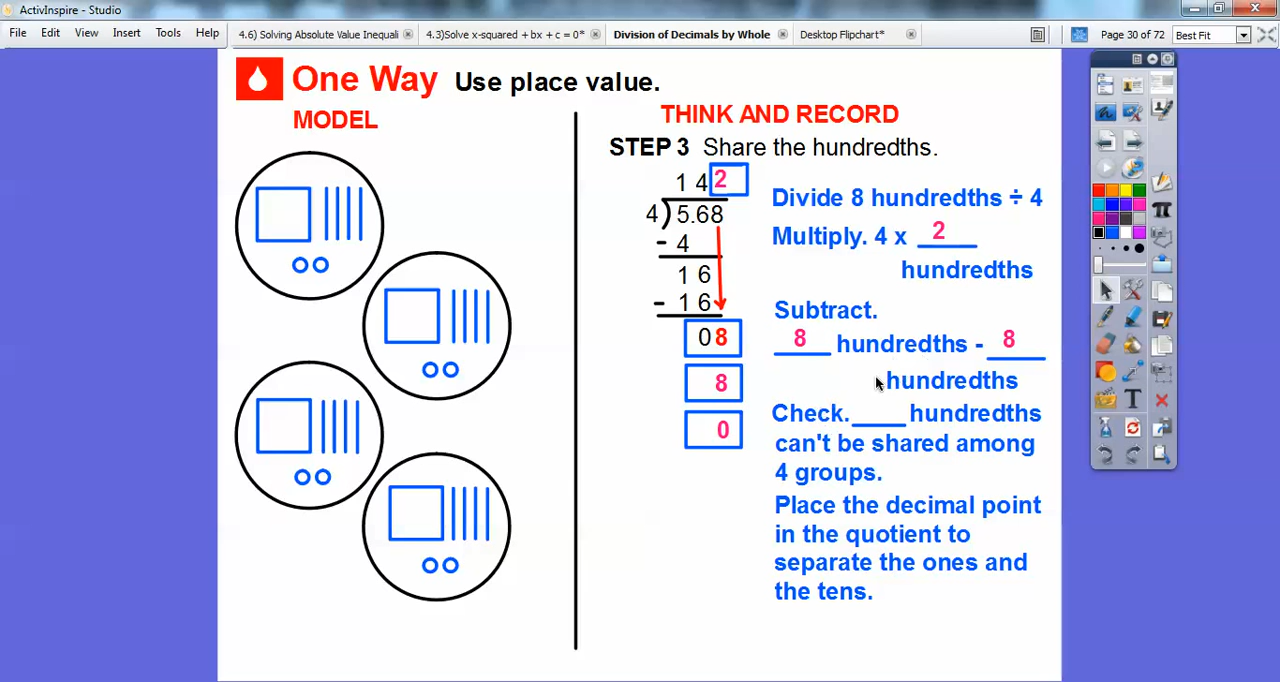 ActivInspire - Studio
File Edit View Insert Tools Help
4.6) Solving Absolute Value Inequali
4.3)Solve x-squared + bx + c = 0*
Division of Decimals by Whole
Desktop Flipchart*
Page 30 of 72
Best Fit
One Way Use place value.
MODEL
THINK AND RECORD
STEP 3 Share the hundredths.
1 4 2
4 ) 5.68
- 4
1 6
- 1 6
0 8
8
0
Divide 8 hundredths ÷ 4
Multiply. 4 x 2
hundredths
Subtract.
8 hundredths - 8
hundredths
Check. ____ hundredths
can't be shared among
4 groups.
Place the decimal point
in the quotient to
separate the ones and
the tens.